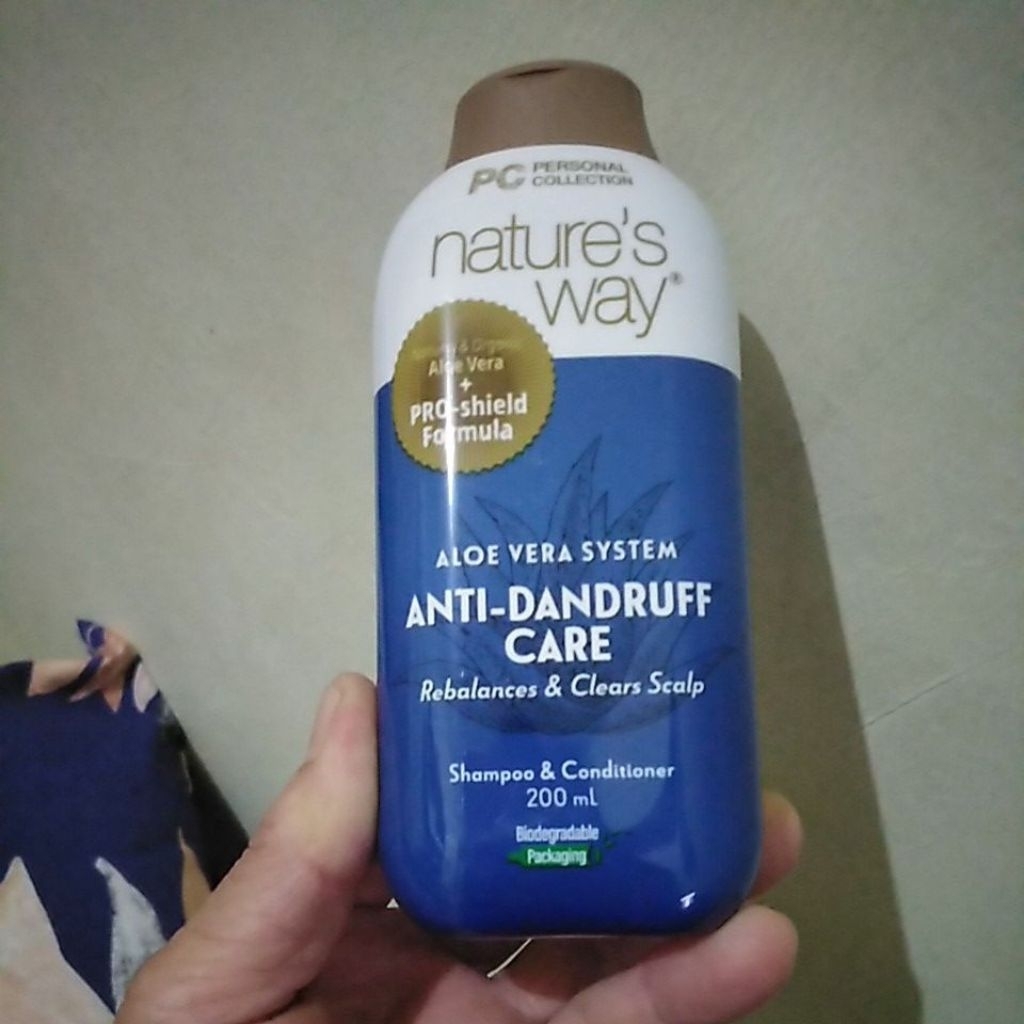 PC PERSONAL
COLLECTION
nature's
way®
Aloe Vera
+
PRO-shield
Formula
ALOE VERA SYSTEM
ANTI-DANDRUFF
CARE
Rebalances & Clears Scalp
Shampoo & Conditioner
200 mL
Biodegradable
Packaging